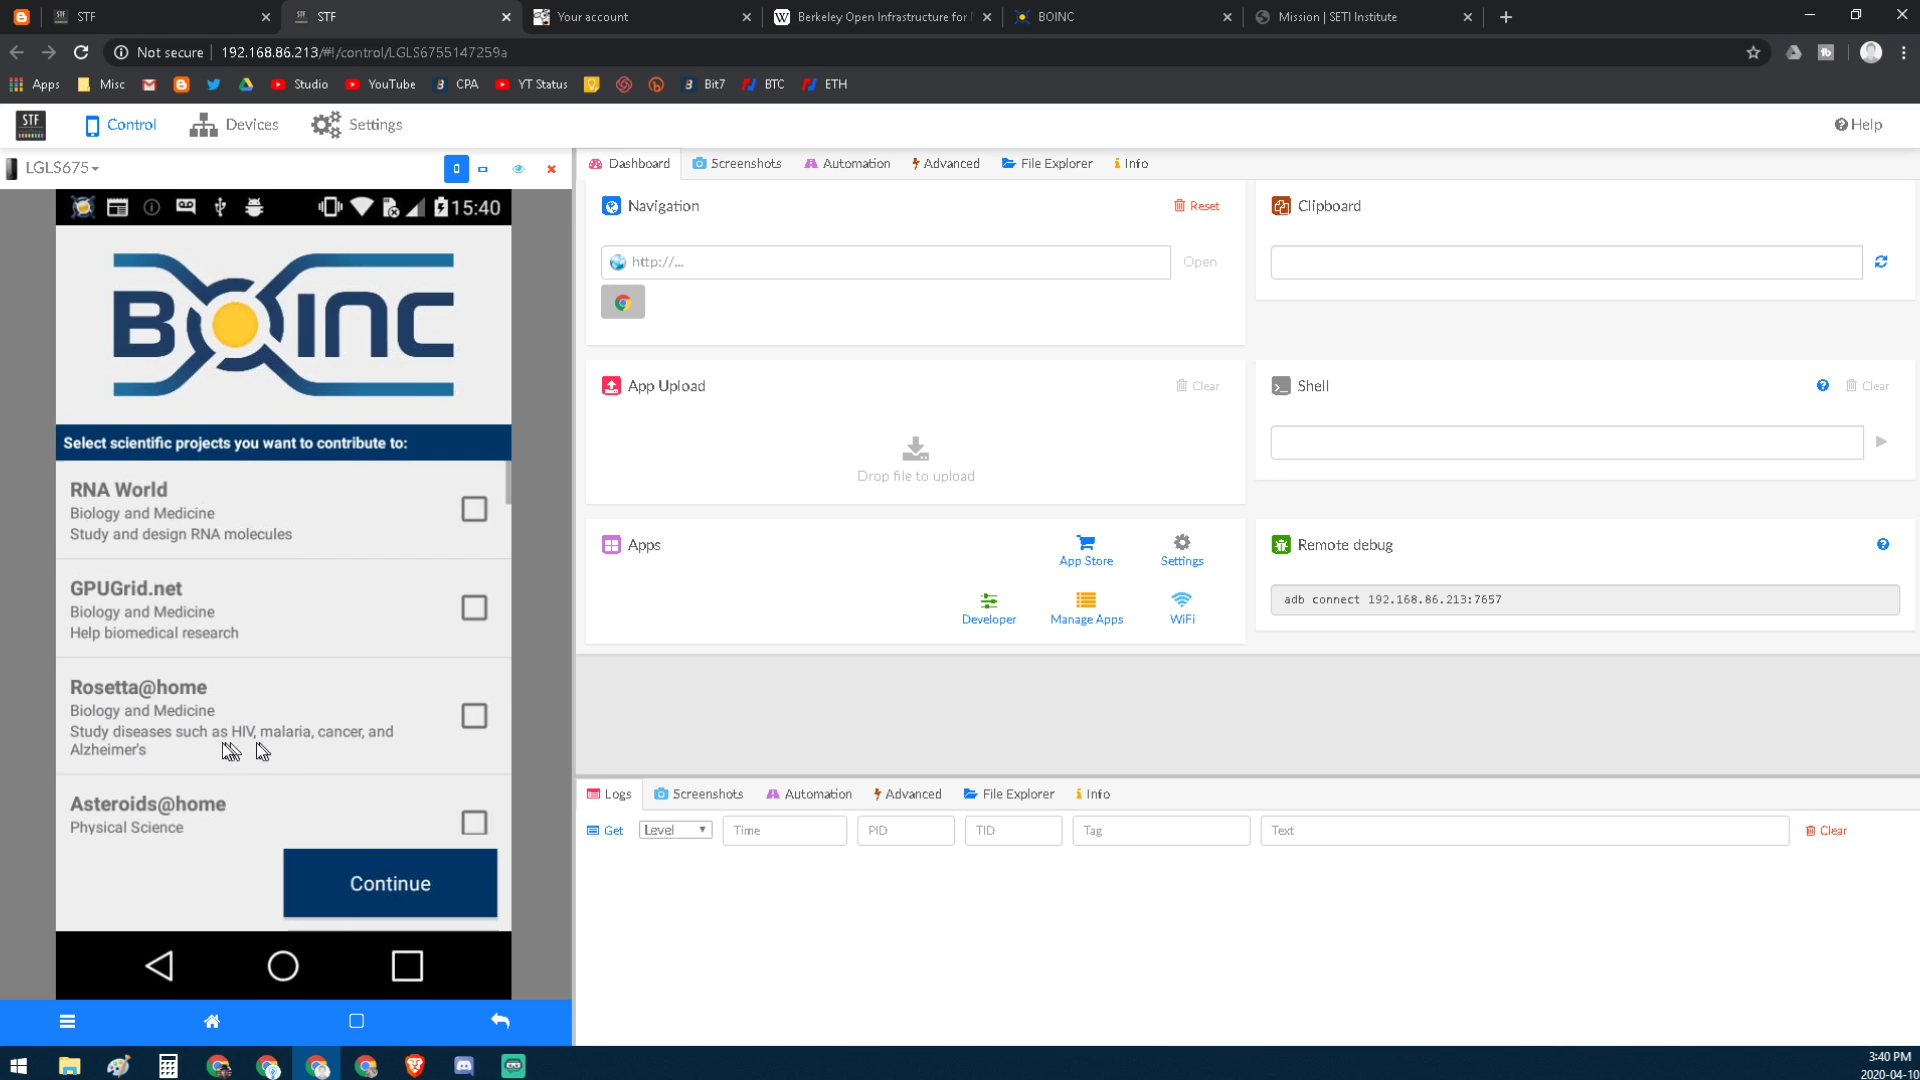 STF
STF
Your account
Berkeley Open Infrastructure for
BOINC
Mission | SETI Institute
Not secure
192.168.86.213/#!/control/LGLS6755147259a
Apps
Misc
Studio
YouTube
CPA
YT Status
Bit7
BTC
ETH
STF
Control
Devices
Settings
Help
LGLS675
Dashboard
Screenshots
Automation
Advanced
File Explorer
Info
15:40
BOINC
Select scientific projects you want to contribute to:
RNA World
Biology and Medicine
Study and design RNA molecules
GPUGrid.net
Biology and Medicine
Help biomedical research
Rosetta@home
Biology and Medicine
Study diseases such as HIV, malaria, cancer, and
Alzheimer's
Asteroids@home
Physical Science
Continue
Navigation
Reset
http://...
Open
Clipboard
App Upload
Clear
Drop file to upload
Shell
Clear
Apps
App Store
Settings
Developer
Manage Apps
WiFi
Remote debug
adb connect 192.168.86.213:7657
Logs
Screenshots
Automation
Advanced
File Explorer
Info
Get
Level
Time
PID
TID
Tag
Text
Clear
3:40 PM
2020-04-10